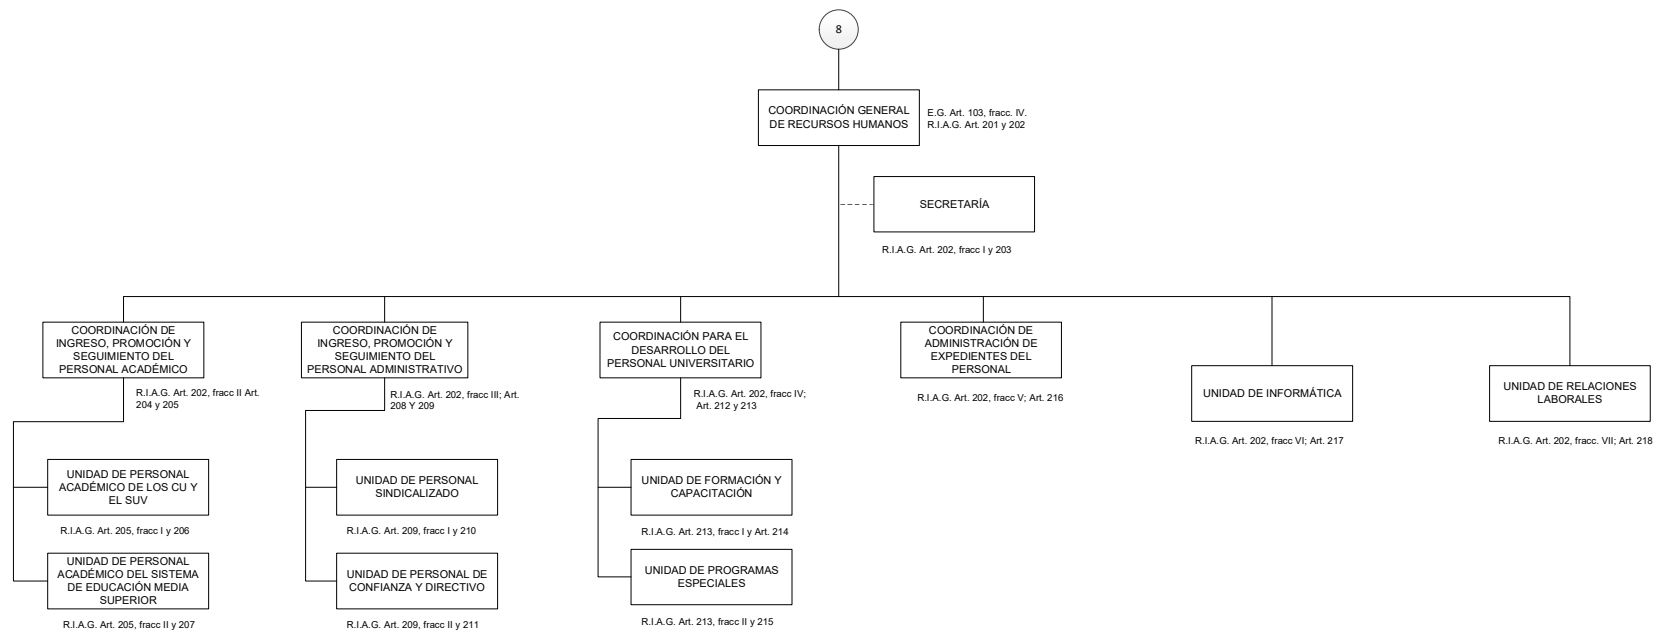 8
COORDINACIÓN GENERAL
DE RECURSOS HUMANOS
E.G. Art. 103, fracc. IV.
R.I.A.G. Art. 201 y 202
SECRETARÍA
R.I.A.G. Art. 202, fracc I y 203
COORDINACIÓN DE
INGRESO, PROMOCIÓN Y
SEGUIMIENTO DEL
PERSONAL ACADÉMICO
R.I.A.G. Art. 202, fracc II Art.
204 y 205
UNIDAD DE PERSONAL
ACADÉMICO DE LOS CU Y
EL SUV
R.I.A.G. Art. 205, fracc I y 206
UNIDAD DE PERSONAL
ACADÉMICO DEL SISTEMA
DE EDUCACIÓN MEDIA
SUPERIOR
R.I.A.G. Art. 205, fracc II y 207
COORDINACIÓN DE
INGRESO, PROMOCIÓN Y
SEGUIMIENTO DEL
PERSONAL ADMINISTRATIVO
R.I.A.G. Art. 202, fracc III; Art.
208 Y 209
UNIDAD DE PERSONAL
SINDICALIZADO
R.I.A.G. Art. 209, fracc I y 210
UNIDAD DE PERSONAL DE
CONFIANZA Y DIRECTIVO
R.I.A.G. Art. 209, fracc II y 211
COORDINACIÓN PARA EL
DESARROLLO DEL
PERSONAL UNIVERSITARIO
R.I.A.G. Art. 202, fracc IV;
Art. 212 y 213
UNIDAD DE FORMACIÓN Y
CAPACITACIÓN
R.I.A.G. Art. 213, fracc I y Art. 214
UNIDAD DE PROGRAMAS
ESPECIALES
R.I.A.G. Art. 213, fracc II y 215
COORDINACIÓN DE
ADMINISTRACIÓN DE
EXPEDIENTES DEL
PERSONAL
R.I.A.G. Art. 202, fracc V; Art. 216
UNIDAD DE INFORMÁTICA
R.I.A.G. Art. 202, fracc VI; Art. 217
UNIDAD DE RELACIONES
LABORALES
R.I.A.G. Art. 202, fracc. VII; Art. 218